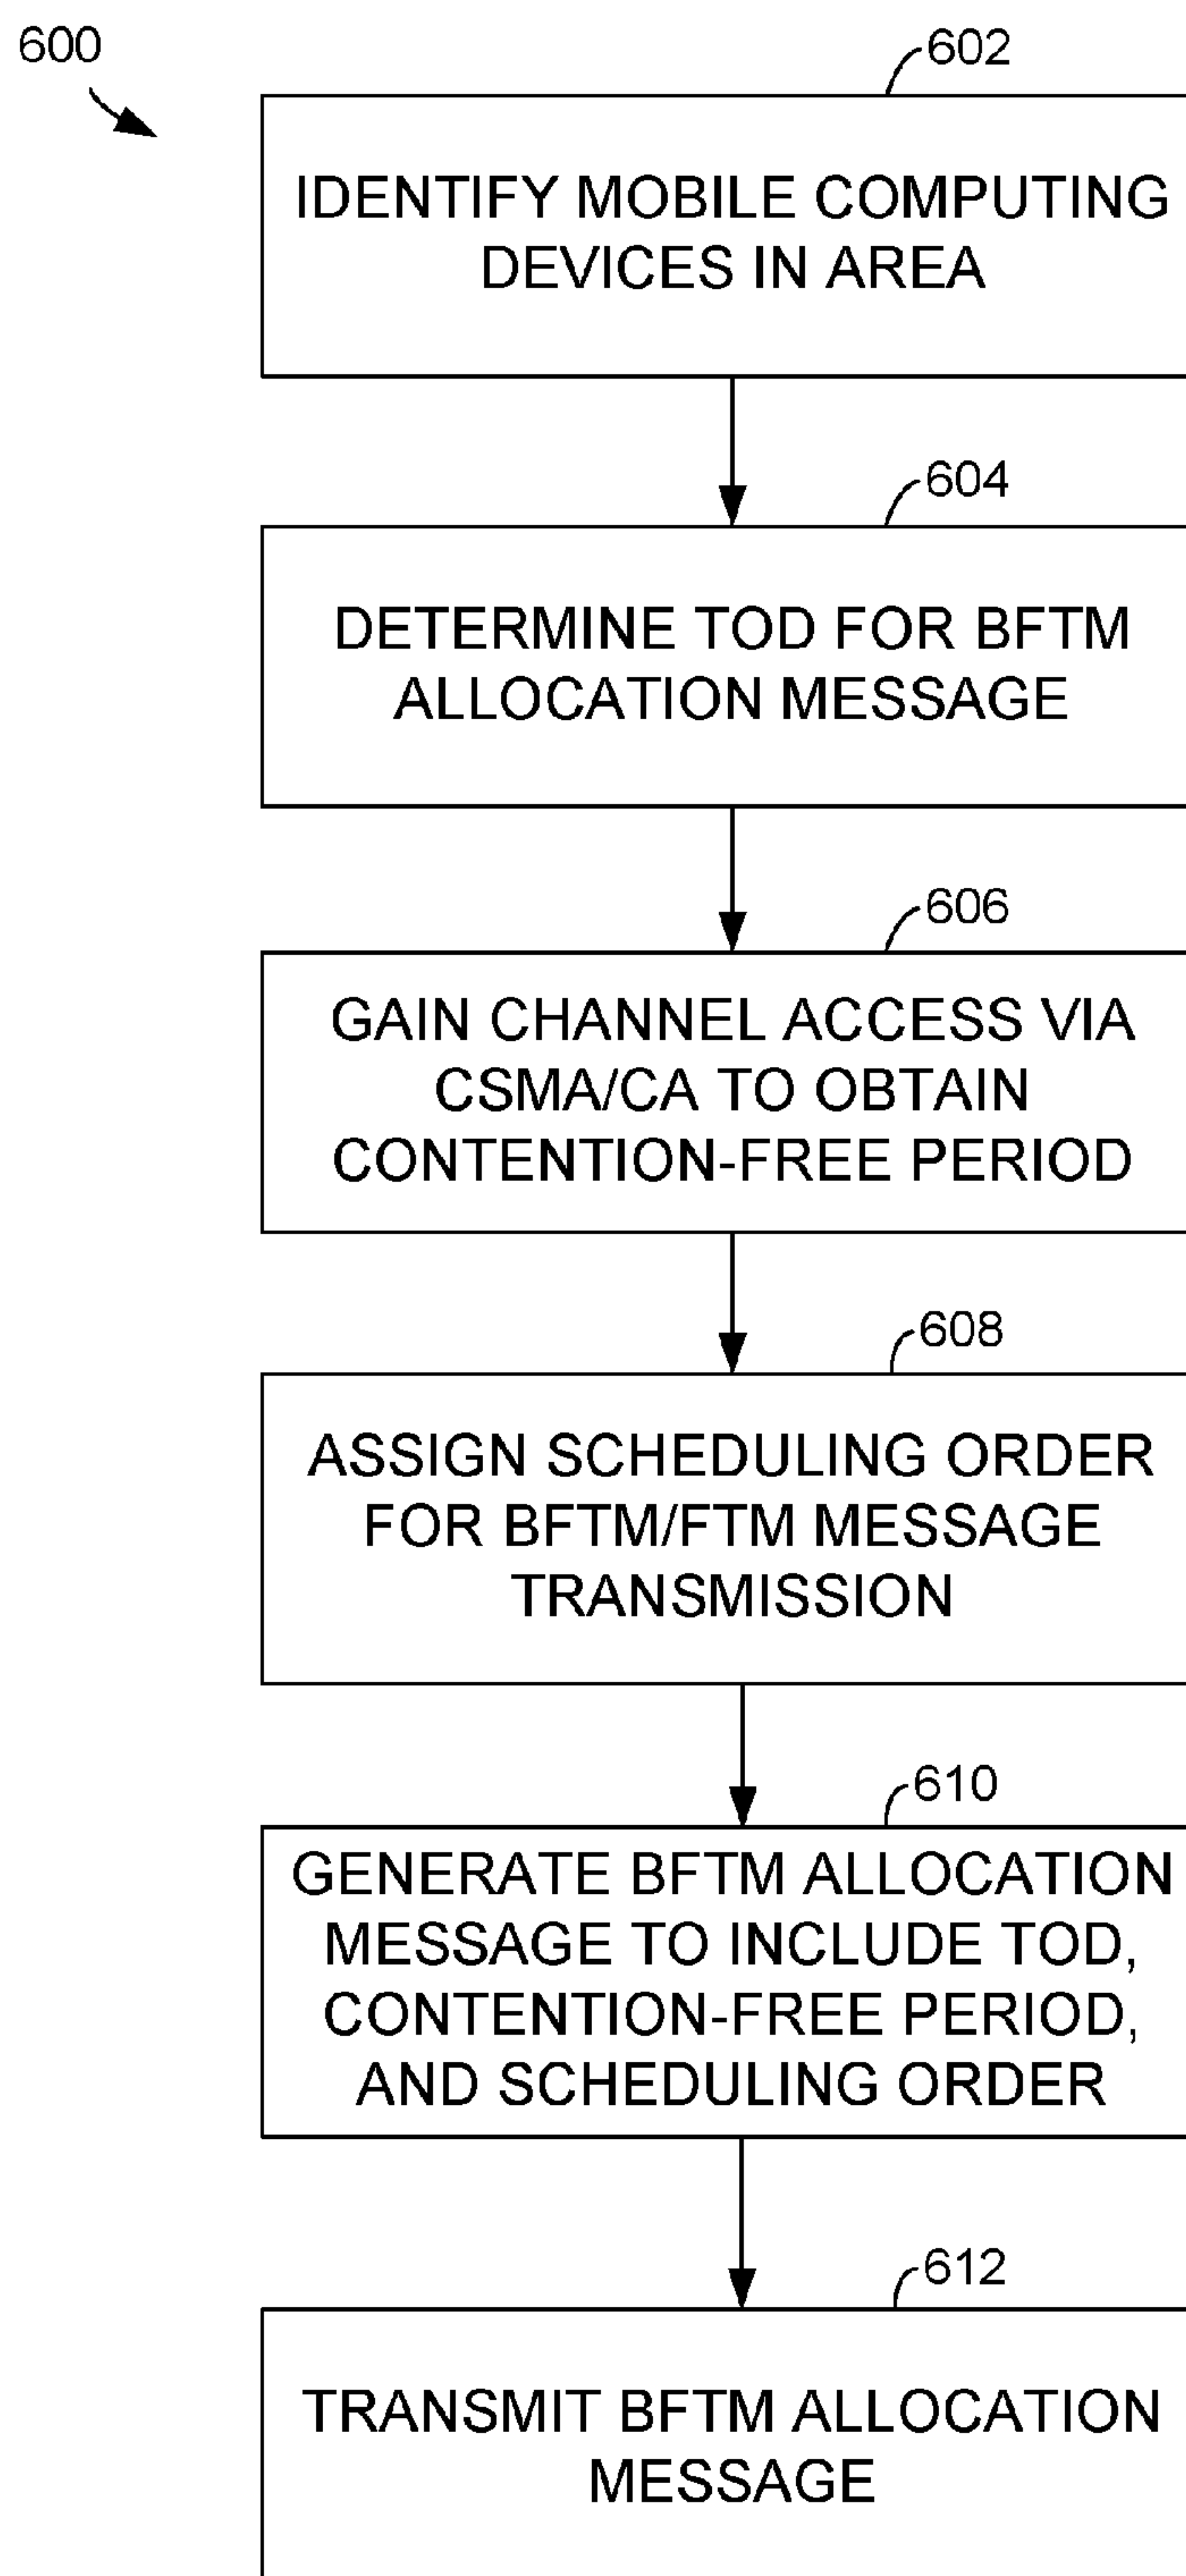 600
602
IDENTIFY MOBILE COMPUTING
DEVICES IN AREA
604
DETERMINE TOD FOR BFTM
ALLOCATION MESSAGE
606
GAIN CHANNEL ACCESS VIA
CSMA/CA TO OBTAIN
CONTENTION-FREE PERIOD
608
ASSIGN SCHEDULING ORDER
FOR BFTM/FTM MESSAGE
TRANSMISSION
610
GENERATE BFTM ALLOCATION
MESSAGE TO INCLUDE TOD,
CONTENTION-FREE PERIOD,
AND SCHEDULING ORDER
612
TRANSMIT BFTM ALLOCATION
MESSAGE